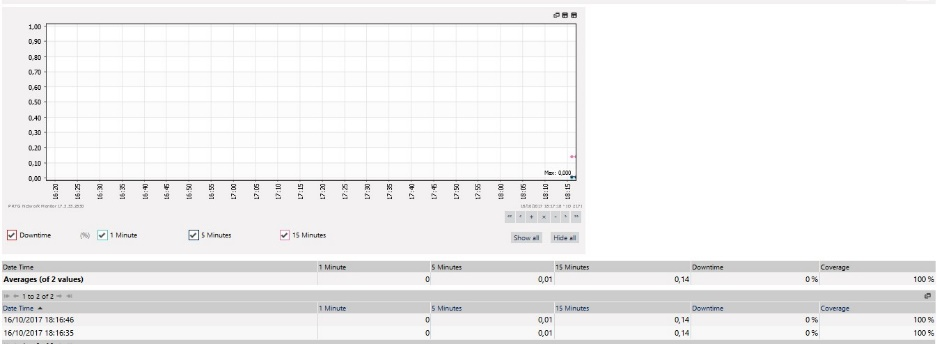 1,00
0,90
0,80
0,70
0,60
0,50
0,40
0,30
0,20
0,10
0,00
Max: 0,000
16:20 16:25 16:30 16:35 16:40 16:45 16:50 16:55 17:00 17:05 17:10 17:15 17:20 17:25 17:30 17:35 17:40 17:45 17:50 17:55 18:00 18:05 18:10 18:15
Downtime (%) 1 Minute 5 Minutes 15 Minutes
Show all Hide all
Date Time 1 Minute 5 Minutes 15 Minutes Downtime Coverage
Averages (of 2 values) 0 0,01 0,14 0 % 100 %
1 to 2 of 2
Date Time 1 Minute 5 Minutes 15 Minutes Downtime Coverage
16/10/2017 18:16:46 0 0,01 0,14 0 % 100 %
16/10/2017 18:16:35 0 0,01 0,14 0 % 100 %